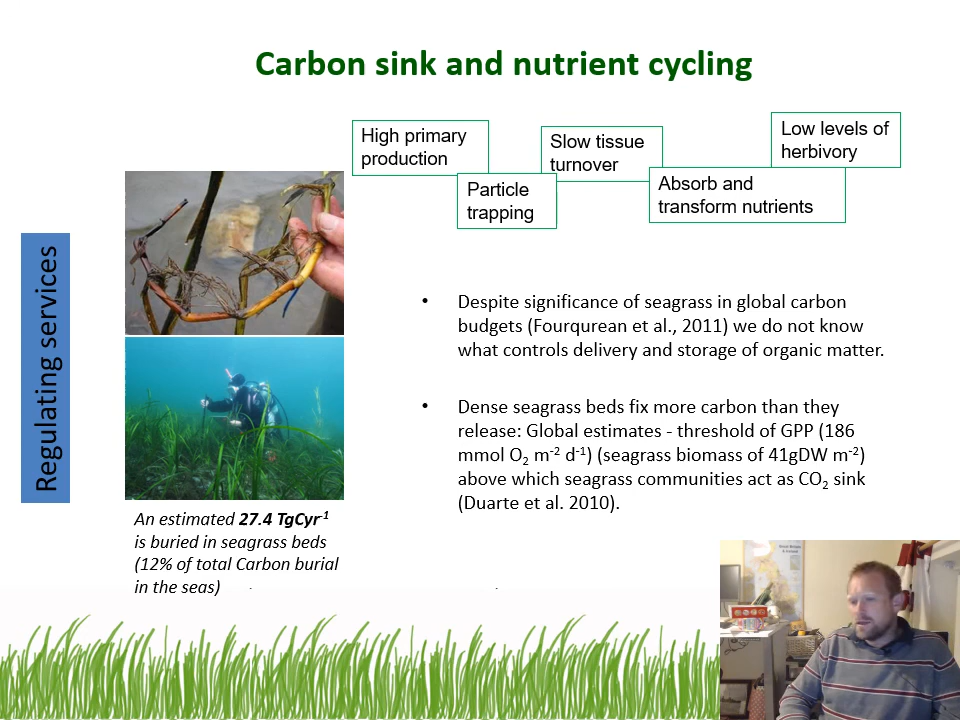 Carbon sink and nutrient cycling
High primary
production
Particle
trapping
Slow tissue
turnover
Absorb and
transform nutrients
Low levels of
herbivory
Regulating services
• Despite significance of seagrass in global carbon
budgets (Fourqurean et al., 2011) we do not know
what controls delivery and storage of organic matter.
• Dense seagrass beds fix more carbon than they
release: Global estimates - threshold of GPP (186
mmol O₂ m⁻² d⁻¹) (seagrass biomass of 41gDW m⁻²)
above which seagrass communities act as CO₂ sink
(Duarte et al. 2010).
An estimated 27.4 TgCyr⁻¹
is buried in seagrass beds
(12% of total Carbon burial
in the seas)